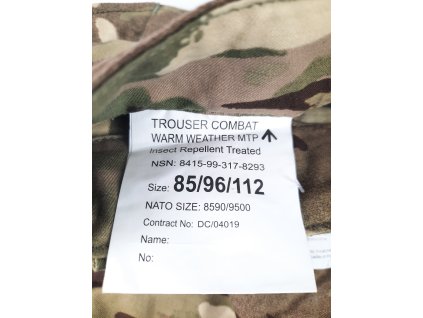 TROUSER COMBAT
WARM WEATHER MTP
Insect Repellent Treated
NSN: 8415-99-317-8293
Size: 85/96/112
NATO SIZE: 8590/9500
Contract No: DC/04019
Name:
No: